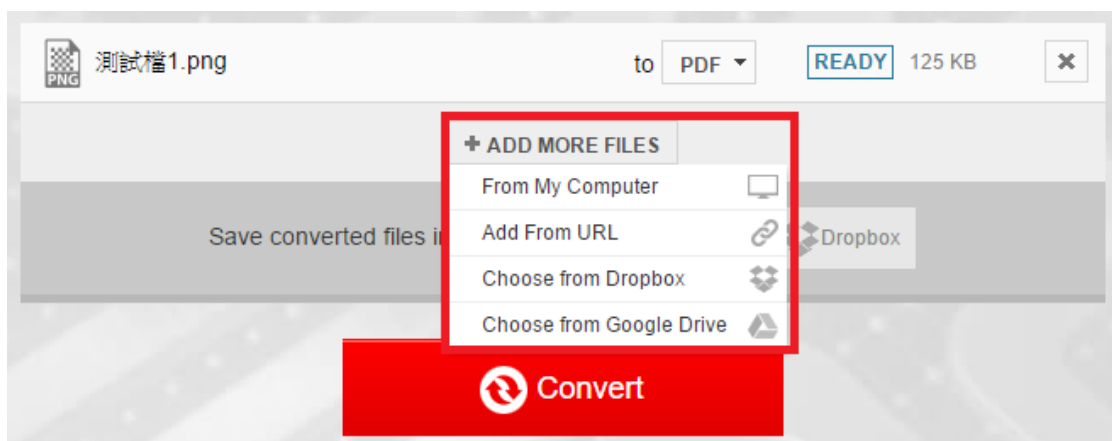 PNG 測試檔1.png to PDF READY 125 KB
+ ADD MORE FILES
From My Computer
Save converted files
Add From URL
Dropbox
Choose from Dropbox
Choose from Google Drive
Convert